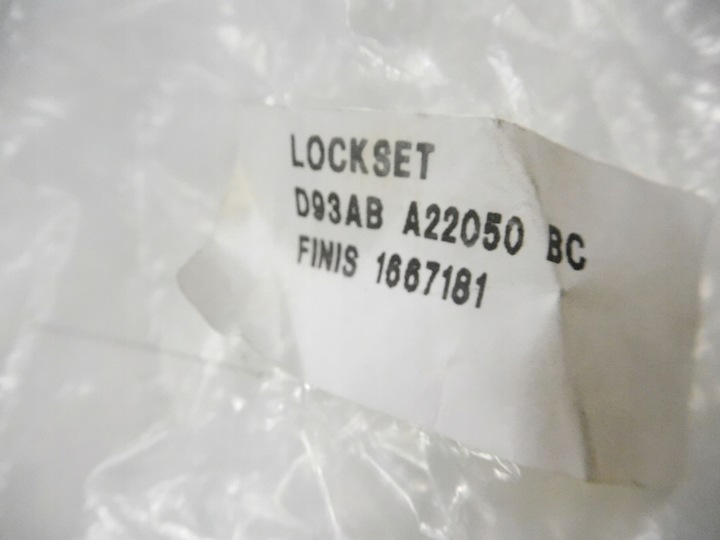 LOCKSET
D93AB A22050 BC
FINIS 1667181